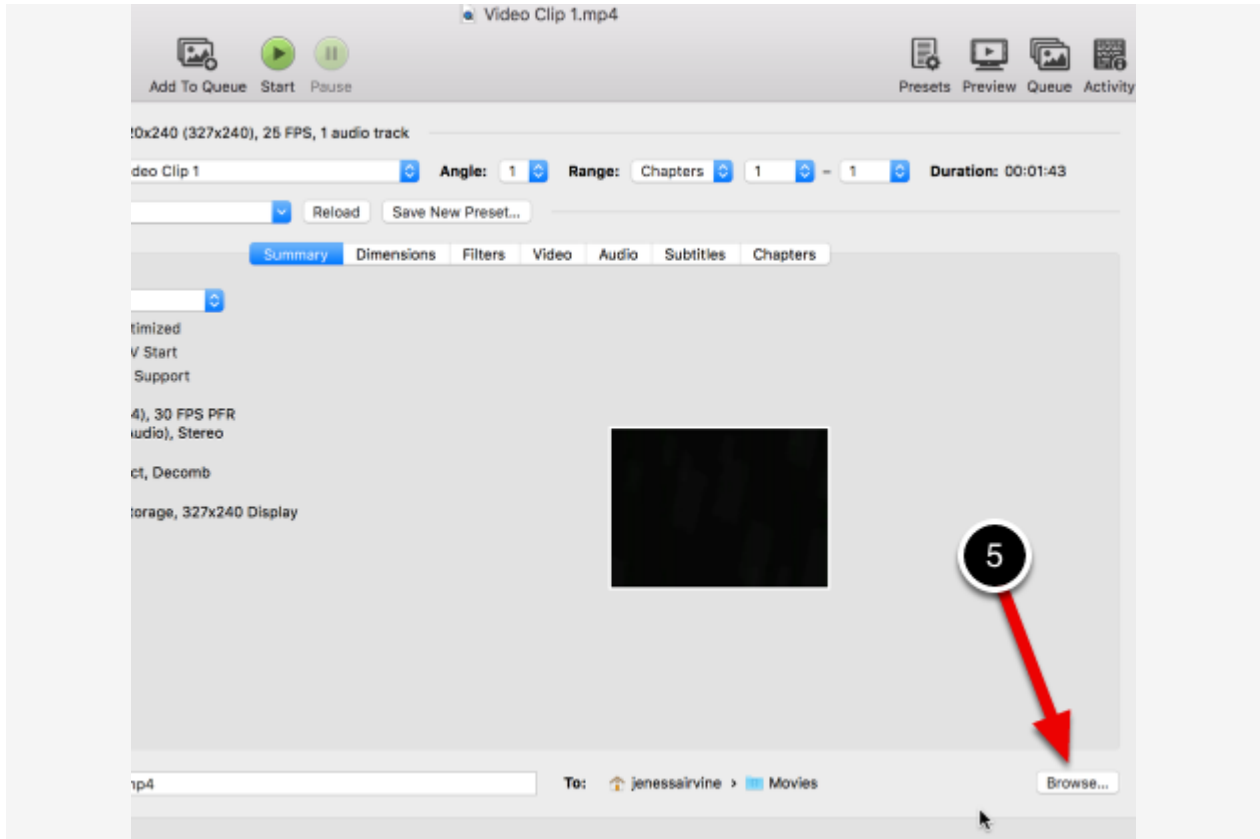 Video Clip 1.mp4
Add To Queue Start Pause Presets Preview Queue Activity
20x240 (327x240), 25 FPS, 1 audio track
deo Clip 1 Angle: 1 Range: Chapters 1 - 1 Duration: 00:01:43
Reload Save New Preset...
Summary Dimensions Filters Video Audio Subtitles Chapters
timized
V Start
Support
4), 30 FPS PFR
udio), Stereo
ct, Decomb
torage, 327x240 Display
5
mp4 To: jenessairvine › Movies Browse...